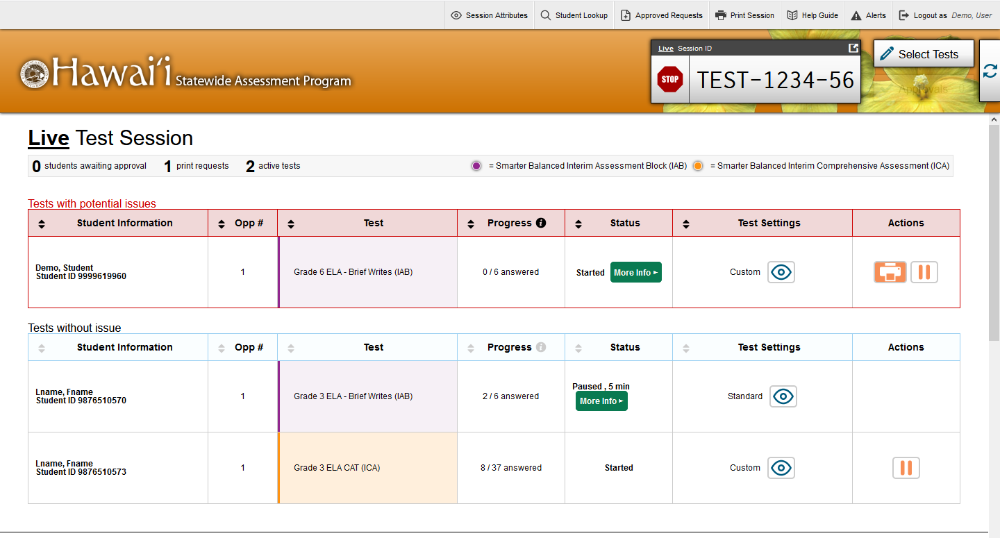 Session Attributes
Student Lookup
Approved Requests
Print Session
Help Guide
Alerts
Logout as Demo, User
Hawai‘i Statewide Assessment Program
Live Session ID
STOP
TEST-1234-56
Select Tests
Approvals
Live Test Session
0 students awaiting approval
1 print requests
2 active tests
= Smarter Balanced Interim Assessment Block (IAB)
= Smarter Balanced Interim Comprehensive Assessment (ICA)
Tests with potential issues
Student Information Opp # Test Progress Status Test Settings Actions
Demo, Student
Student ID 9999619960
1
Grade 6 ELA - Brief Writes (IAB)
0 / 6 answered
Started More Info
Custom
Tests without issue
Student Information Opp # Test Progress Status Test Settings Actions
Lname, Fname
Student ID 9876510570
1
Grade 3 ELA - Brief Writes (IAB)
2 / 6 answered
Paused , 5 min
More Info
Standard
Lname, Fname
Student ID 9876510573
1
Grade 3 ELA CAT (ICA)
8 / 37 answered
Started
Custom